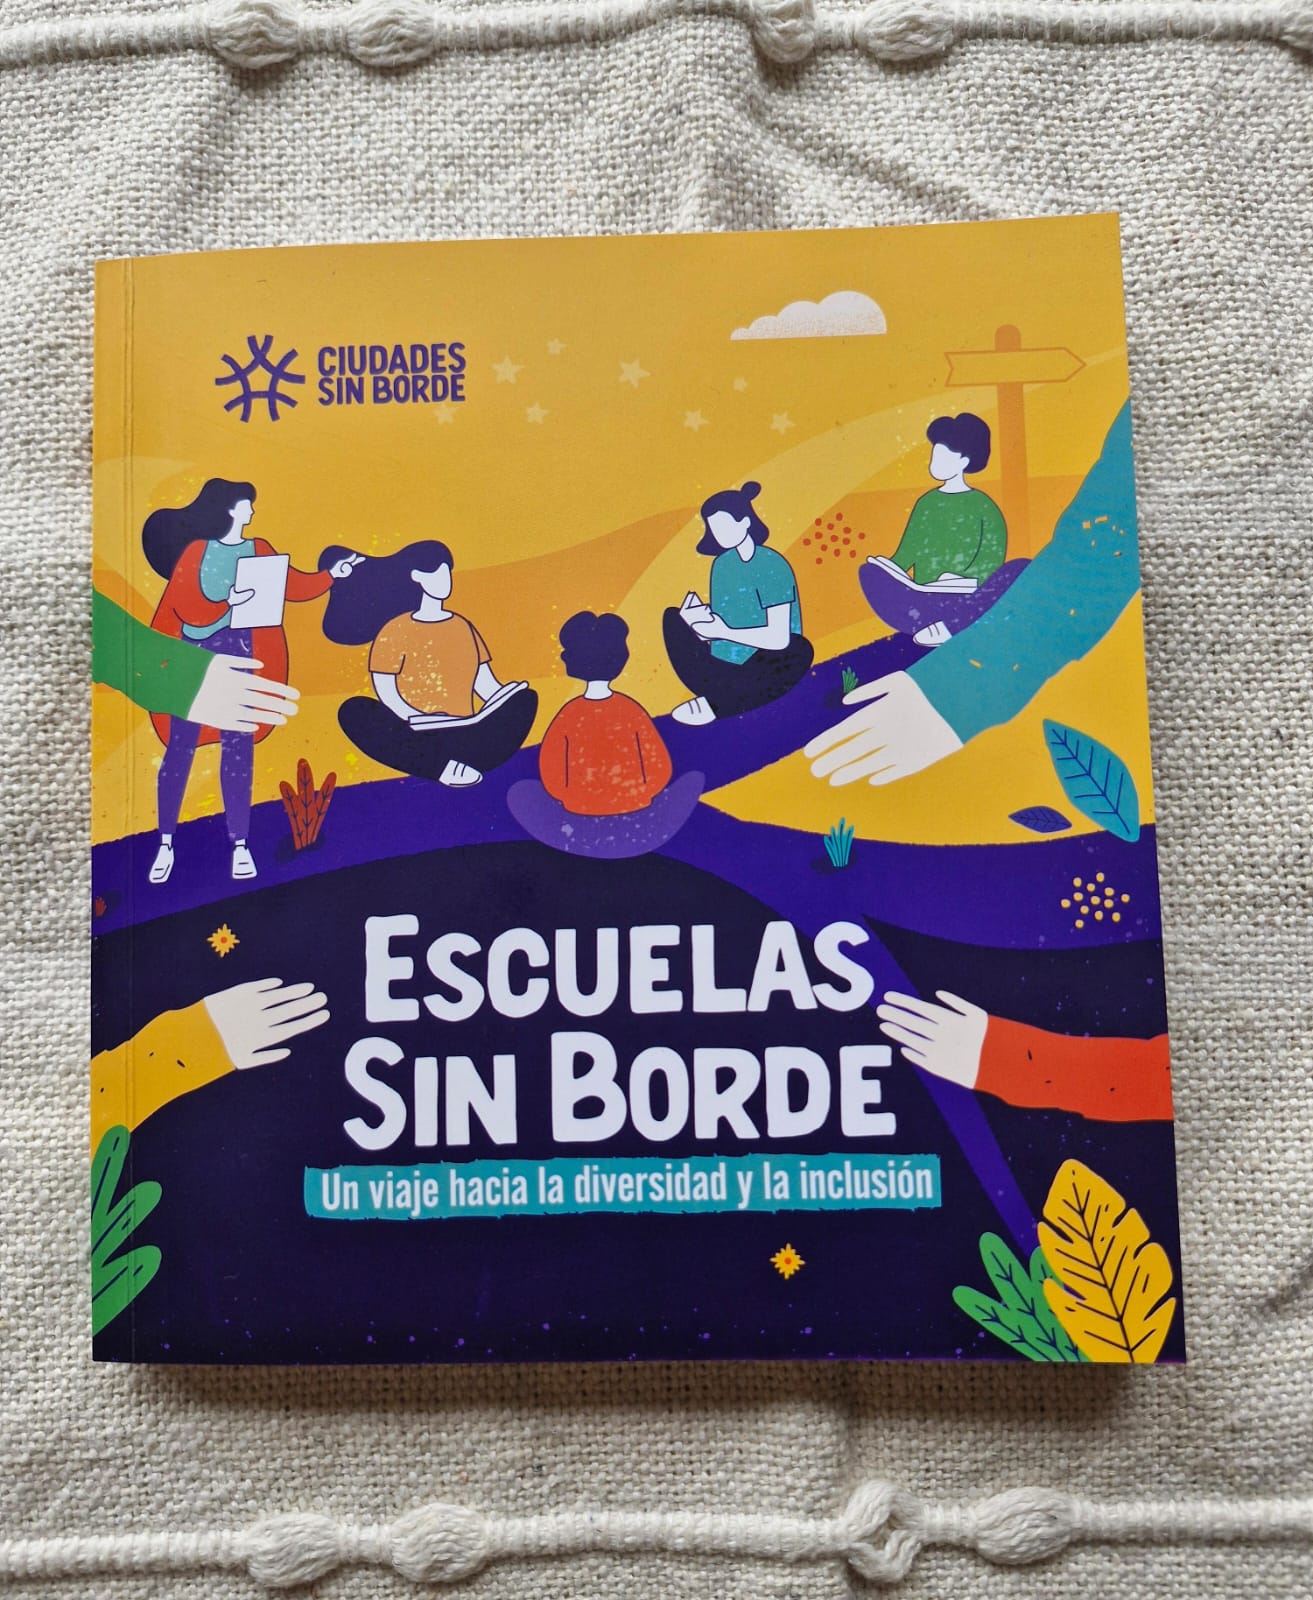 CIUDADES
SIN BORDE
ESCUELAS
SIN BORDE
Un viaje hacia la diversidad y la inclusión